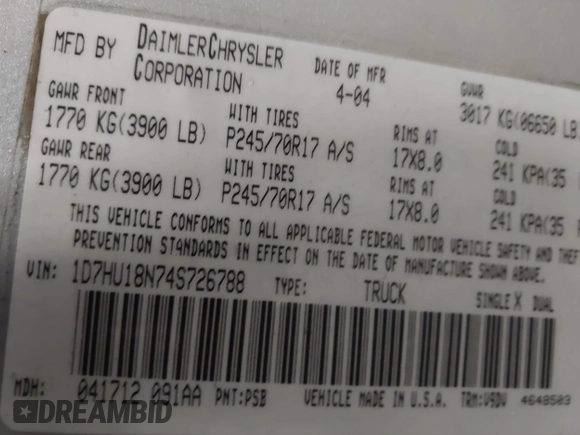 MFD BY DAIMLERCHRYSLER CORPORATION
DATE OF MFR 4-04
GVWR 3017 KG(06650 LB)
GAWR FRONT 1770 KG(3900 LB)
WITH TIRES P245/70R17 A/S
RIMS AT 17X8.0
COLD 241 KPA(35
GAWR REAR 1770 KG(3900 LB)
WITH TIRES P245/70R17 A/S
RIMS AT 17X8.0
COLD 241 KPA(35
THIS VEHICLE CONFORMS TO ALL APPLICABLE FEDERAL MOTOR VEHICLE SAFETY AND THEF
PREVENTION STANDARDS IN EFFECT ON THE DATE OF MANUFACTURE SHOWN ABOVE.
VIN: 1D7HU18N74S726788 TYPE: TRUCK SINGLE X DUAL
MDH: 041712 091AA PNT:PSB VEHICLE MADE IN U.S.A. TRM:V9DV 4648503
DREAMBID